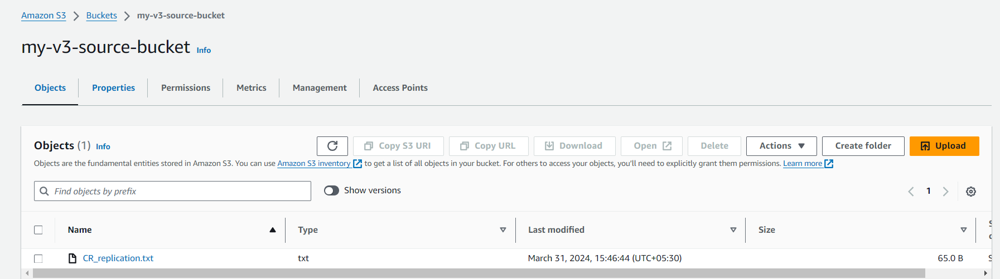 Amazon S3 > Buckets > my-v3-source-bucket
my-v3-source-bucket Info
Objects Properties Permissions Metrics Management Access Points
Objects (1) Info Copy S3 URI Copy URL Download Open Delete Actions Create folder Upload
Objects are the fundamental entities stored in Amazon S3. You can use Amazon S3 inventory to get a list of all objects in your bucket. For others to access your objects, you'll need to explicitly grant them permissions. Learn more
Find objects by prefix Show versions 1
Name Type Last modified Size
CR_replication.txt txt March 31, 2024, 15:46:44 (UTC+05:30) 65.0 B